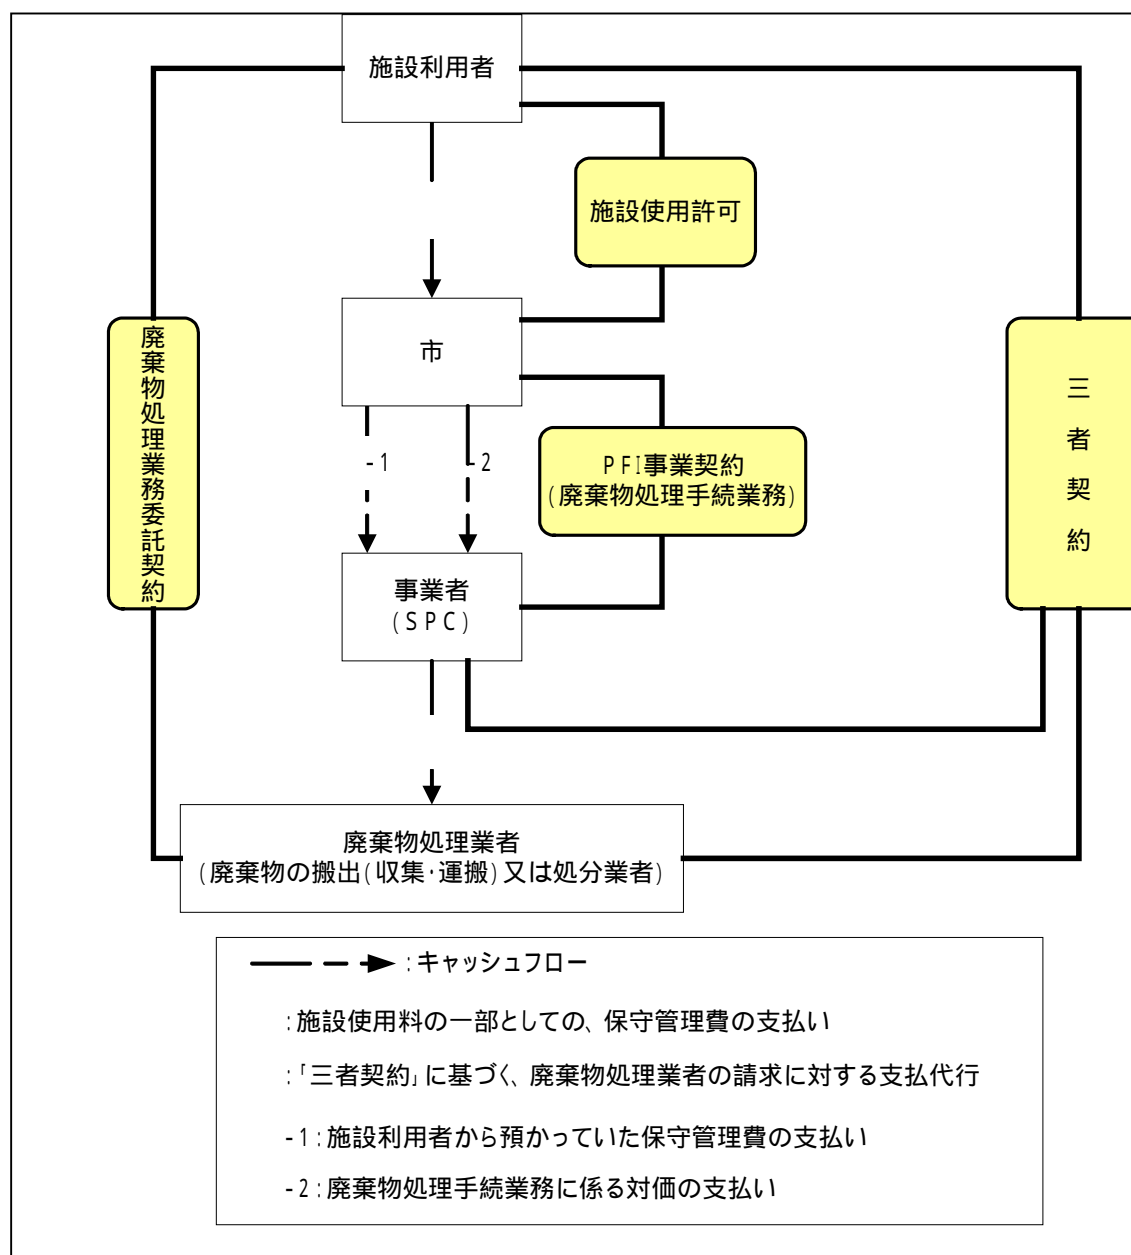 施設利用者
施設使用許可
市
廃棄物処理業務委託契約
三者契約
-1
-2
PFI事業契約
(廃棄物処理手続業務)
事業者
(SPC)
廃棄物処理業者
(廃棄物の搬出(収集・運搬)又は処分業者)
:キャッシュフロー
:施設使用料の一部としての、保守管理費の支払い
:「三者契約」に基づく、廃棄物処理業者の請求に対する支払代行
-1:施設利用者から預かっていた保守管理費の支払い
-2:廃棄物処理手続業務に係る対価の支払い